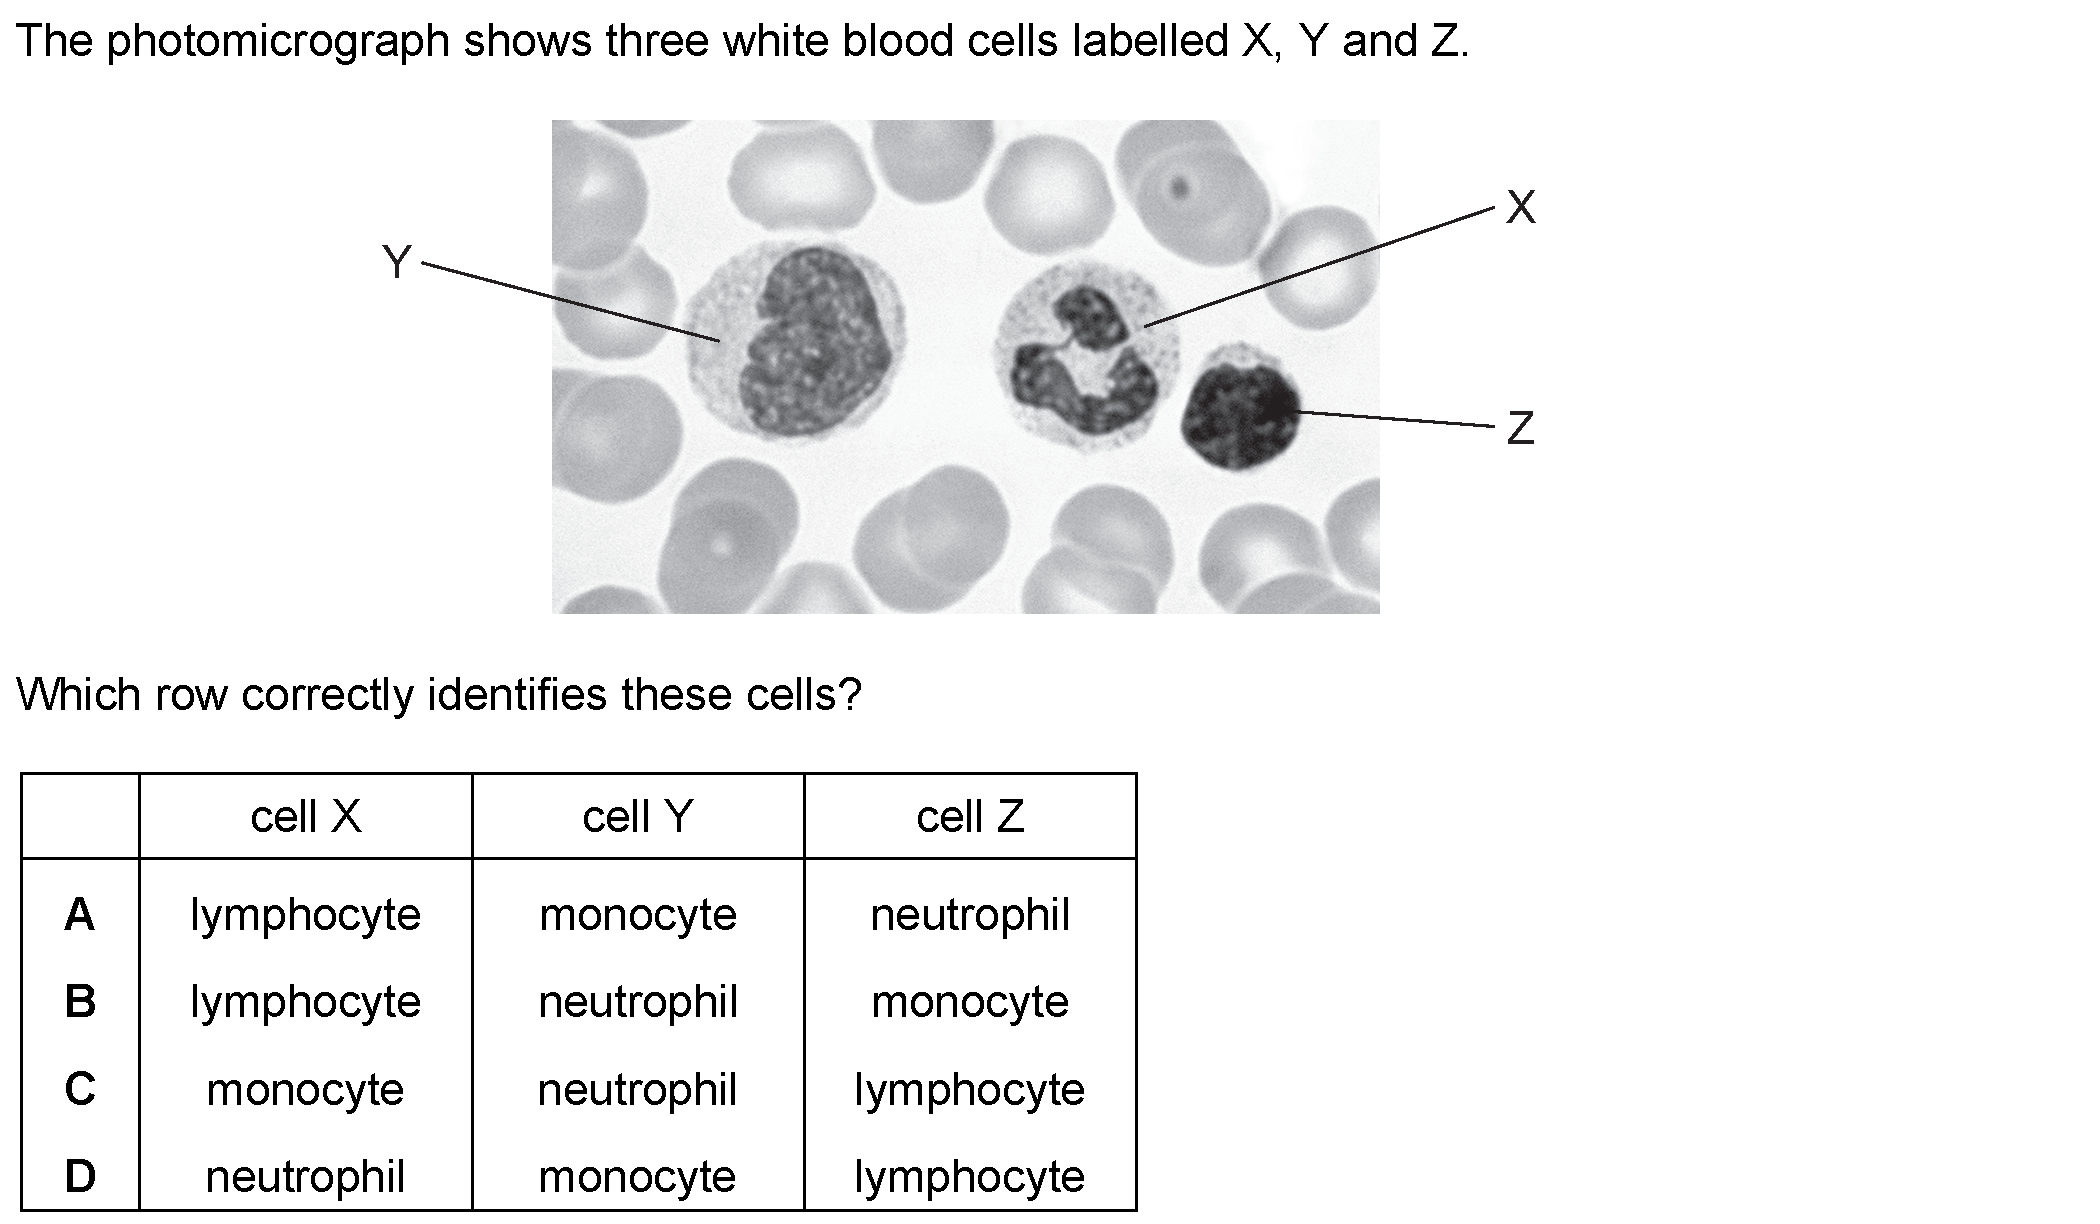 The photomicrograph shows three white blood cells labelled X, Y and Z.
X
Y
Z
Which row correctly identifies these cells?
cell X cell Y cell Z
A lymphocyte monocyte neutrophil
B lymphocyte neutrophil monocyte
C monocyte neutrophil lymphocyte
D neutrophil monocyte lymphocyte